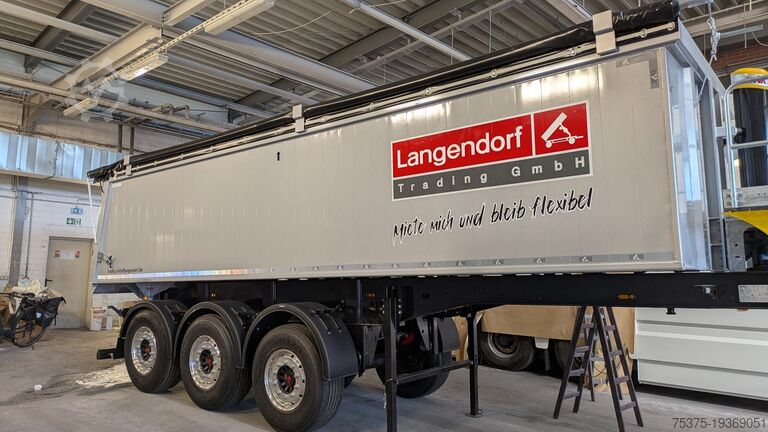 Langendorf
Trading GmbH
Miete mich und bleib flexibel
75375-19369051